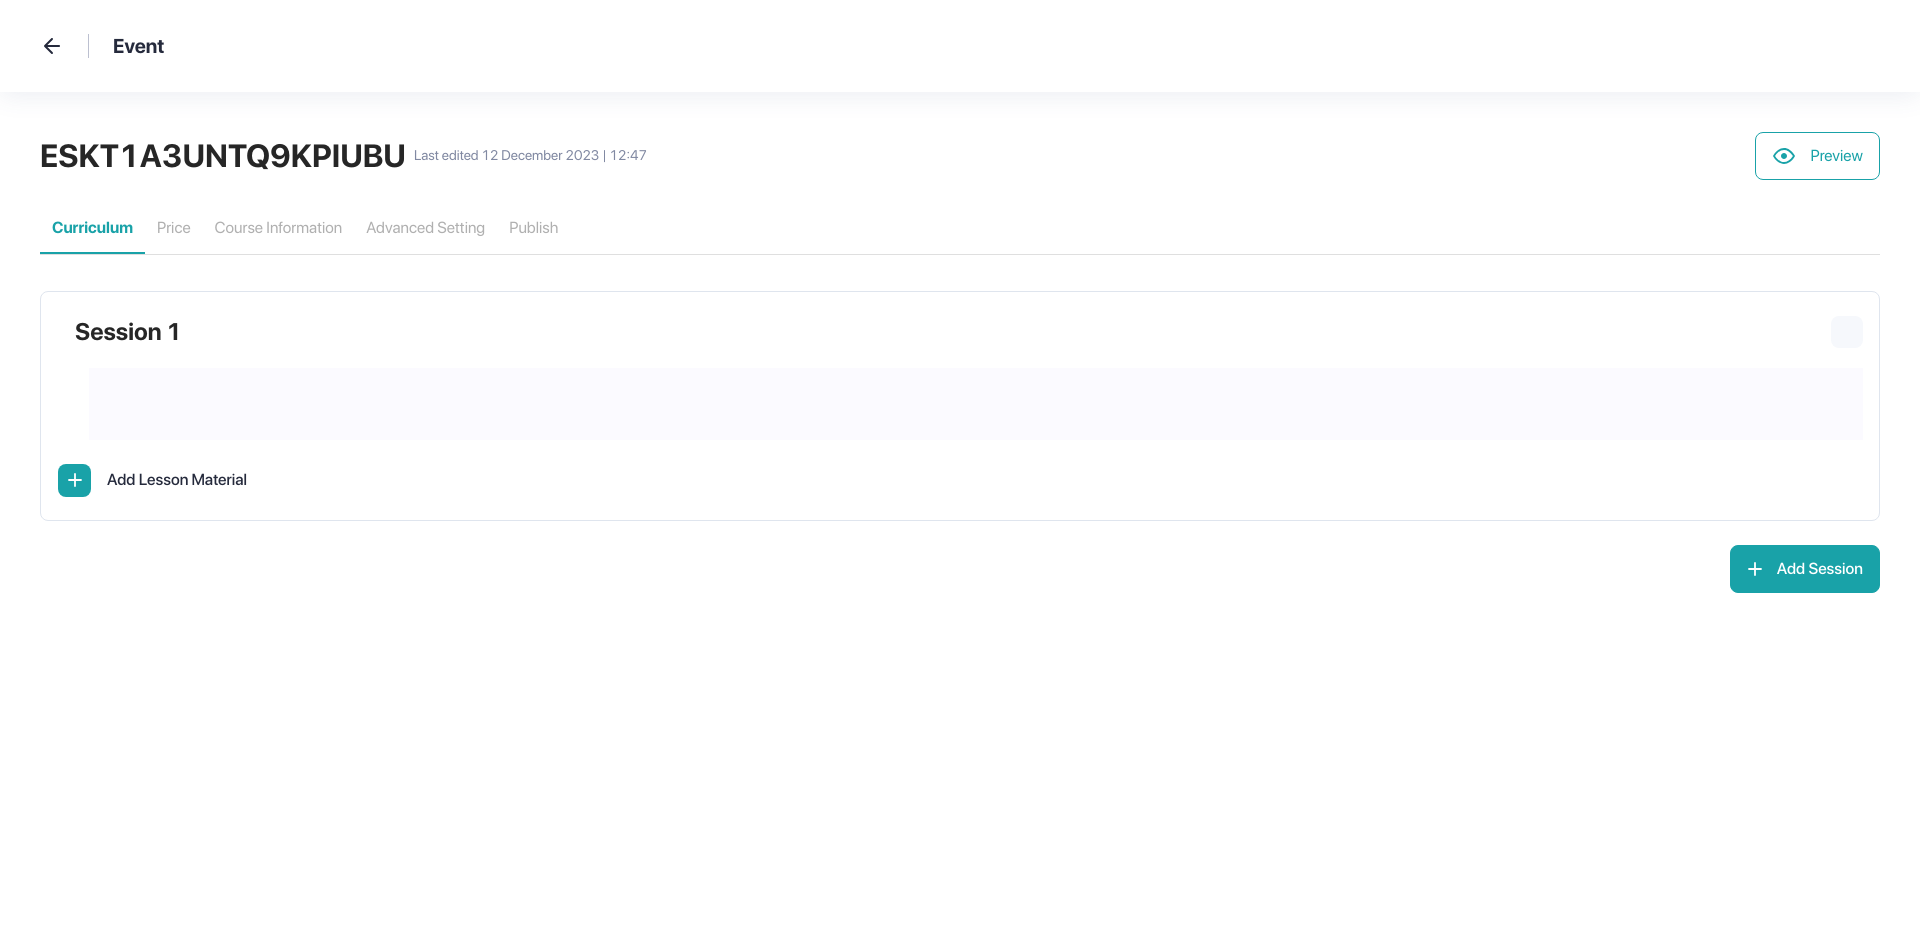 Event
ESKT1A3UNTQ9KPIUBU Last edited 12 December 2023 | 12:47
Preview
Curriculum Price Course Information Advanced Setting Publish
Session 1
Add Lesson Material
Add Session